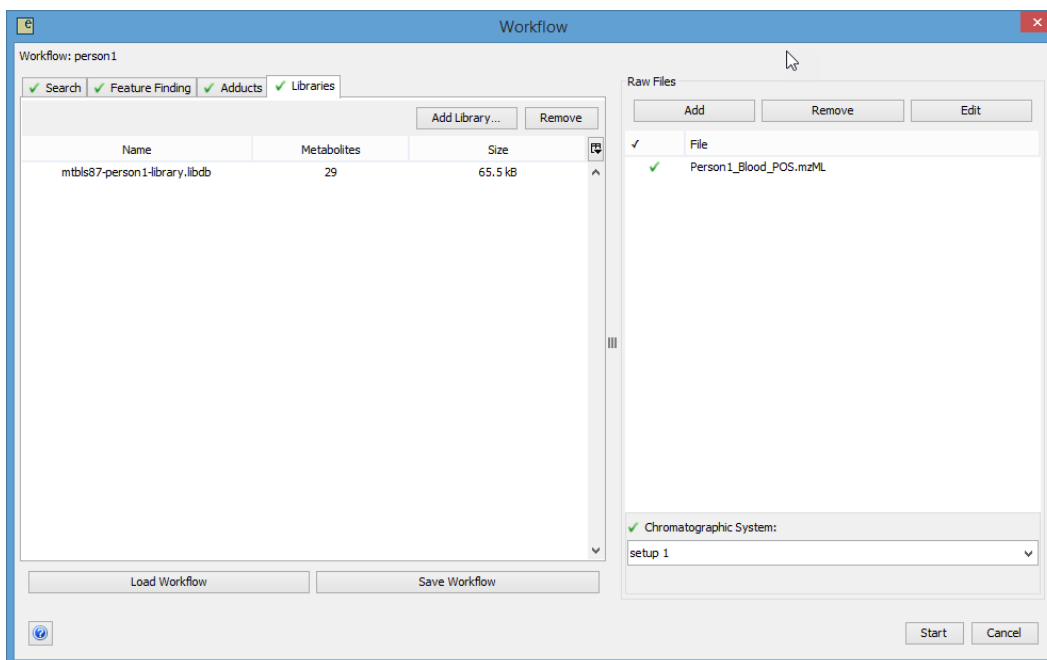 e
Workflow
Workflow: person1
Search
Feature Finding
Adducts
Libraries
Add Library...
Remove
Name Metabolites Size
mtbls87-person1-library.libdb 29 65.5 kB
Load Workflow
Save Workflow
Raw Files
Add
Remove
Edit
✓ File
Person1_Blood_POS.mzML
Chromatographic System:
setup 1
?
Start
Cancel